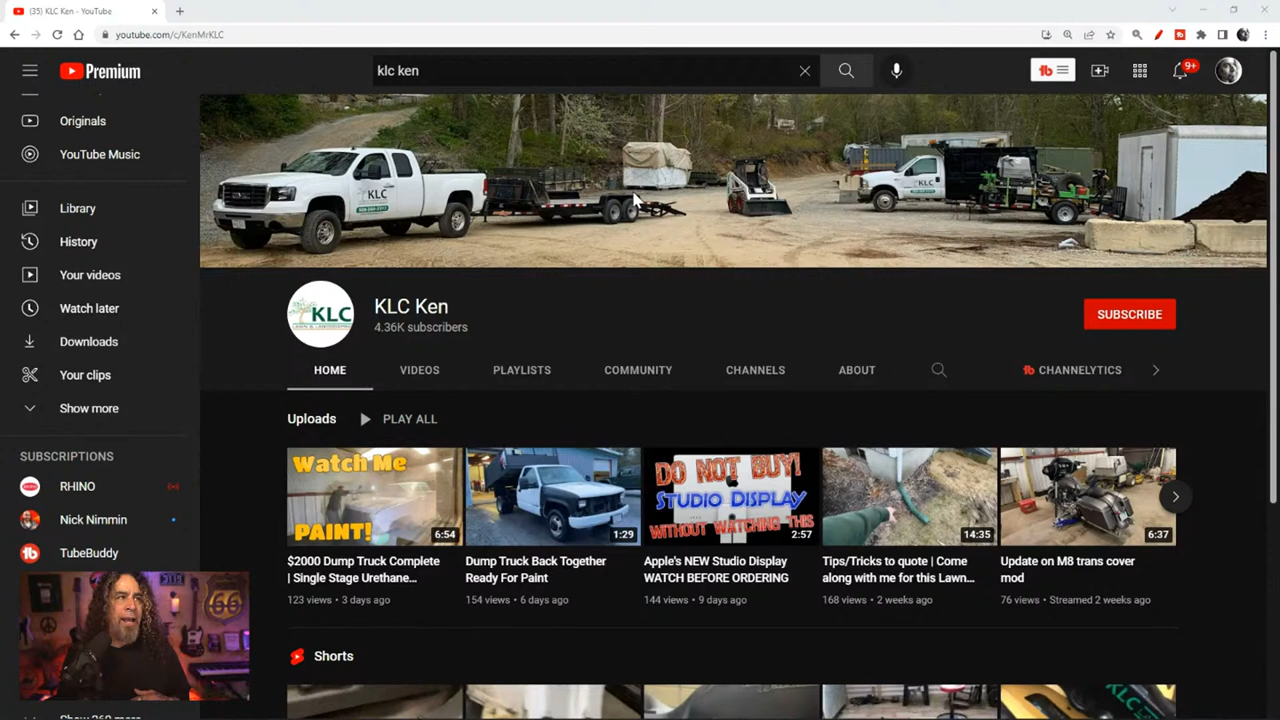 (35) KLC Ken - YouTube
youtube.com/c/KenMrKLC
Premium
klc ken
9+
Originals
YouTube Music
Library
History
Your videos
Watch later
Downloads
Your clips
Show more
SUBSCRIPTIONS
RHINO
Nick Nimmin
TubeBuddy
KLC
KLC
KLC
LAWN & LANDSCAPING
KLC Ken
4.36K subscribers
SUBSCRIBE
HOME
VIDEOS
PLAYLISTS
COMMUNITY
CHANNELS
ABOUT
tb CHANNELYTICS
Uploads
PLAY ALL
Watch Me
PAINT!
6:54
1:29
DO NOT BUY!
STUDIO DISPLAY
WITHOUT WATCHING THIS
2:57
14:35
6:37
$2000 Dump Truck Complete
| Single Stage Urethane...
123 views • 3 days ago
Dump Truck Back Together
Ready For Paint
154 views • 6 days ago
Apple's NEW Studio Display
WATCH BEFORE ORDERING
144 views • 9 days ago
Tips/Tricks to quote | Come
along with me for this Lawn...
168 views • 2 weeks ago
Update on M8 trans cover
mod
76 views • Streamed 2 weeks ago
Shorts
66